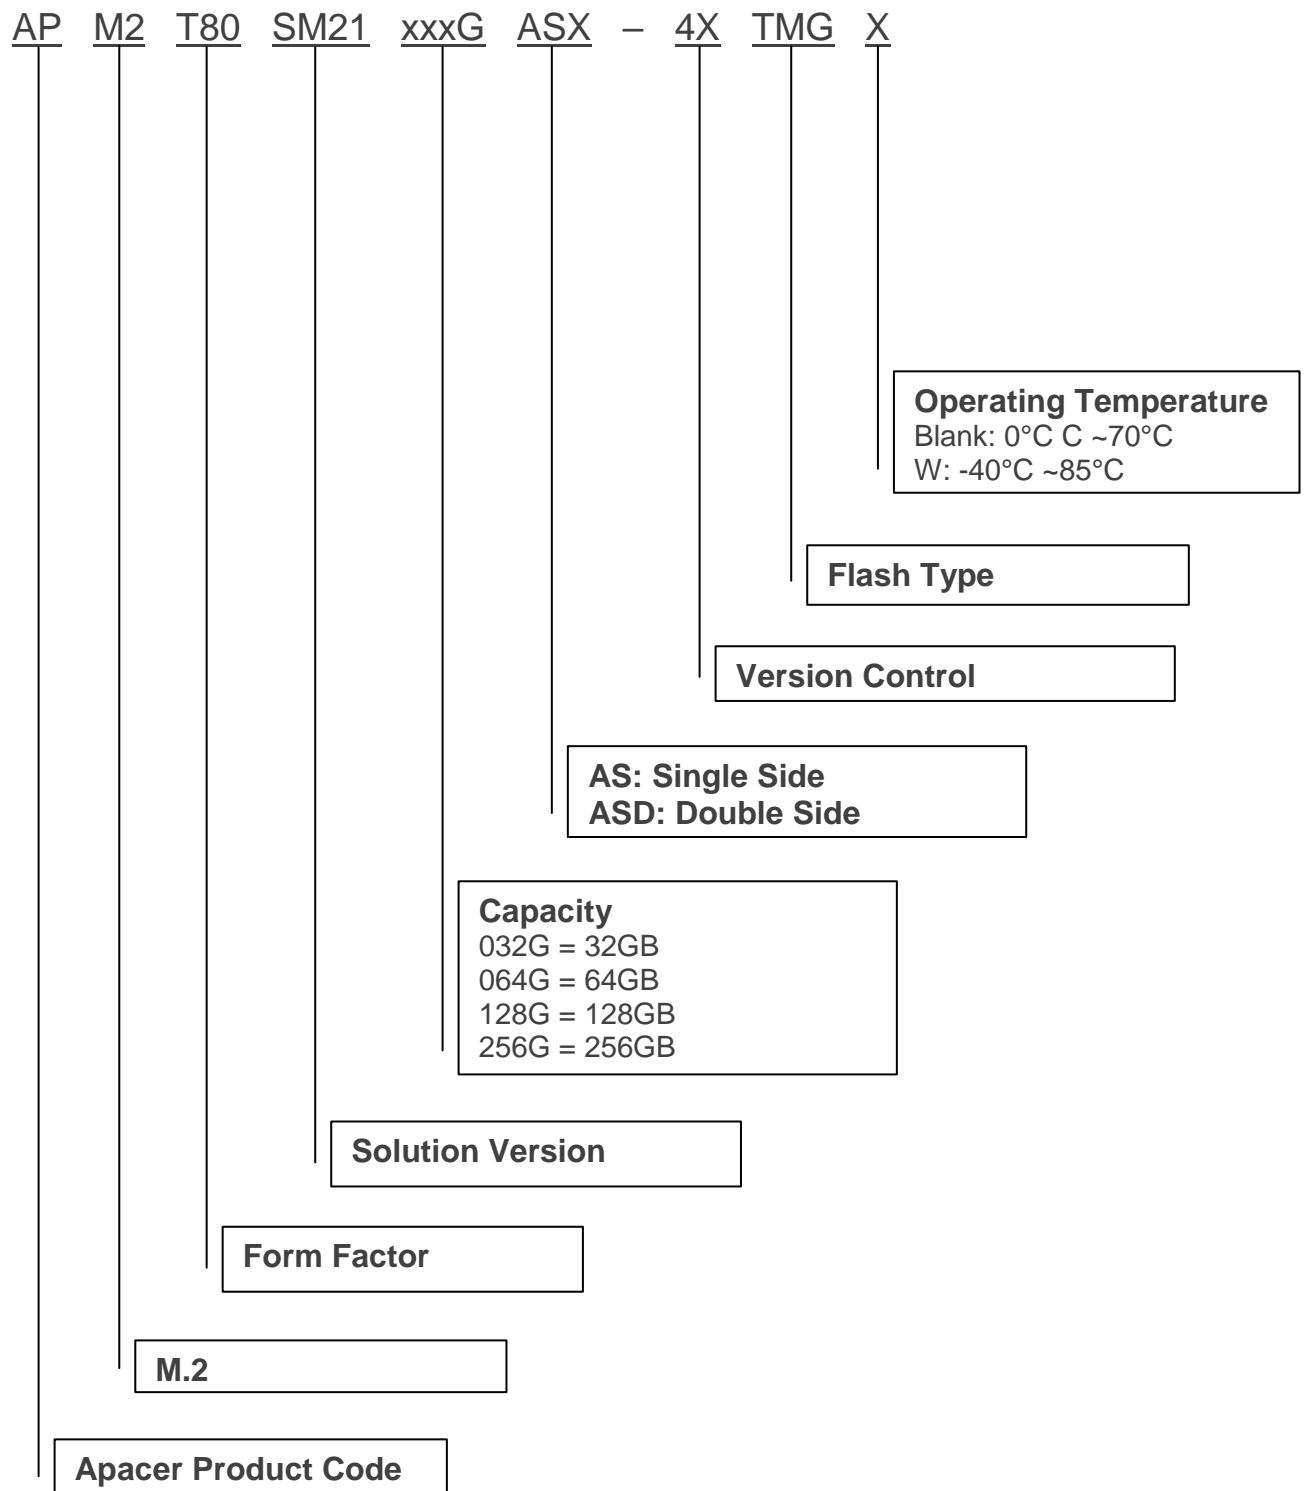 AP M2 T80 SM21 xxxG ASX – 4X TMG X
Operating Temperature
Blank: 0°C C ~70°C
W: -40°C ~85°C
Flash Type
Version Control
AS: Single Side
ASD: Double Side
Capacity
032G = 32GB
064G = 64GB
128G = 128GB
256G = 256GB
Solution Version
Form Factor
M.2
Apacer Product Code